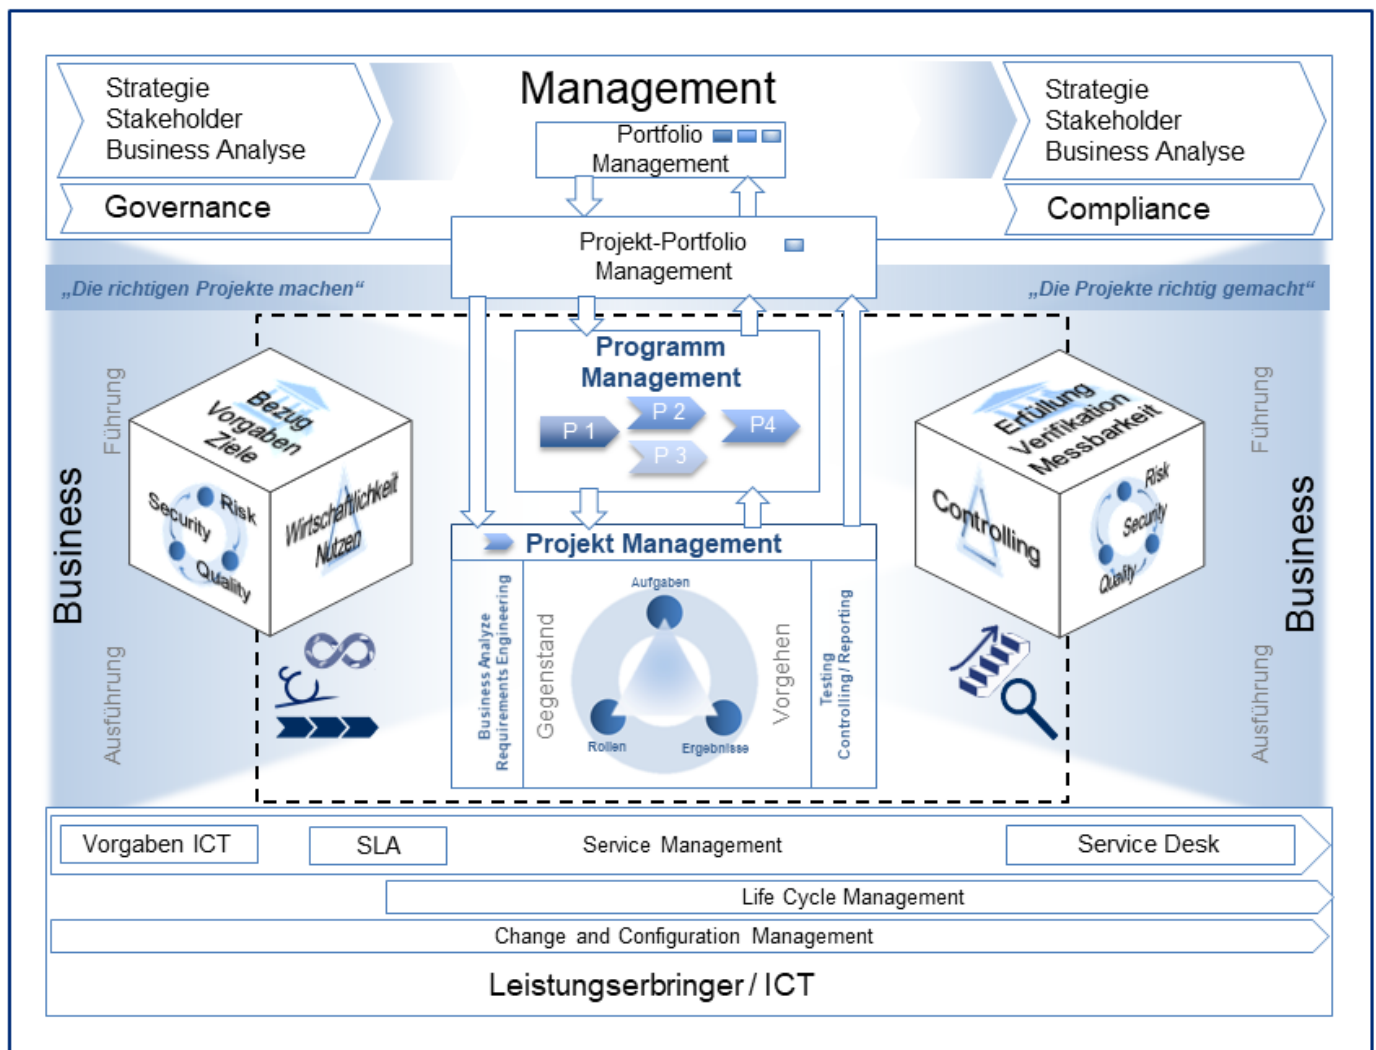 Management
Strategie
Stakeholder
Business Analyse
Governance
Portfolio
Management
Strategie
Stakeholder
Business Analyse
Compliance
Projekt-Portfolio
Management
„Die richtigen Projekte machen“
„Die Projekte richtig gemacht“
Programm
Management
P 1
P 2
P 3
P4
Business
Führung
Ausführung
Bezug
Vorgaben
Ziele
Security
Risk
Quality
Wirtschaftlichkeit
Nutzen
Projekt Management
Business Analyze
Requirements Engineering
Gegenstand
Aufgaben
Rollen
Ergebnisse
Vorgehen
Testing
Controlling / Reporting
Erfüllung
Verifikation
Messbarkeit
Controlling
Risk
Security
Quality
Führung
Ausführung
Business
Vorgaben ICT
SLA
Service Management
Service Desk
Life Cycle Management
Change and Configuration Management
Leistungserbringer / ICT